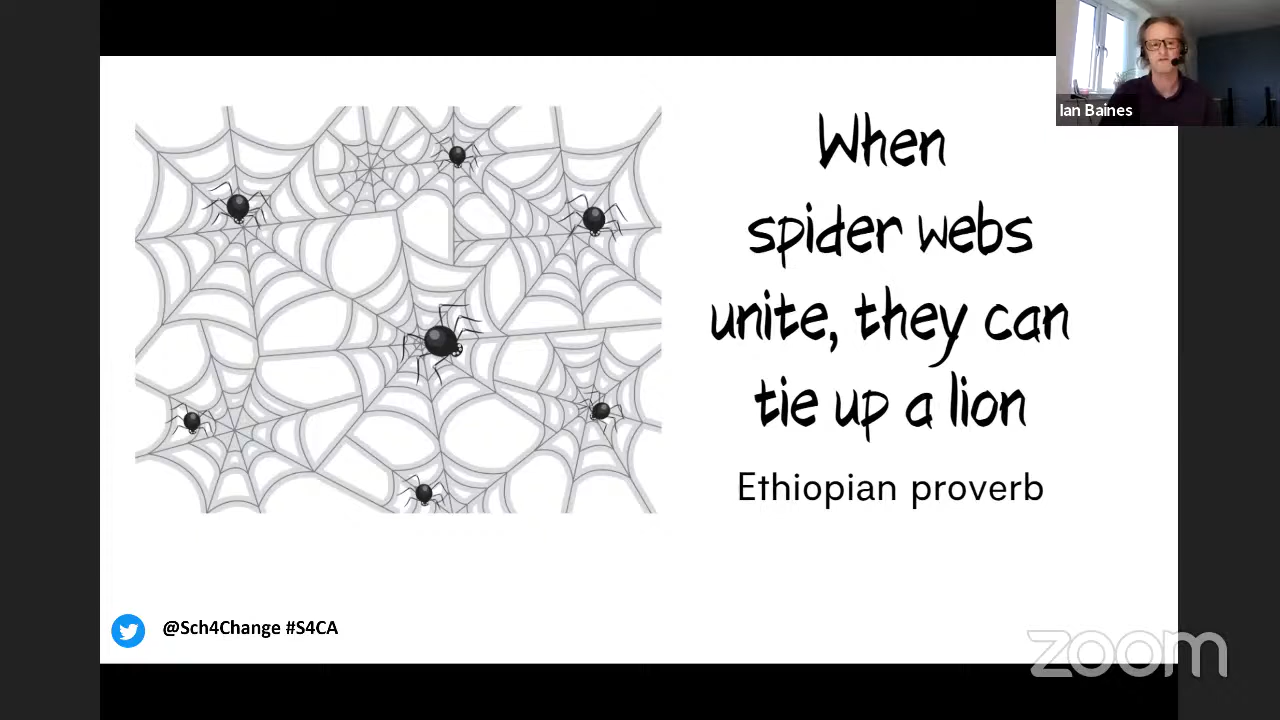 Ian Baines
When
spider webs
unite, they can
tie up a lion
Ethiopian proverb
@Sch4Change #S4CA
zoom